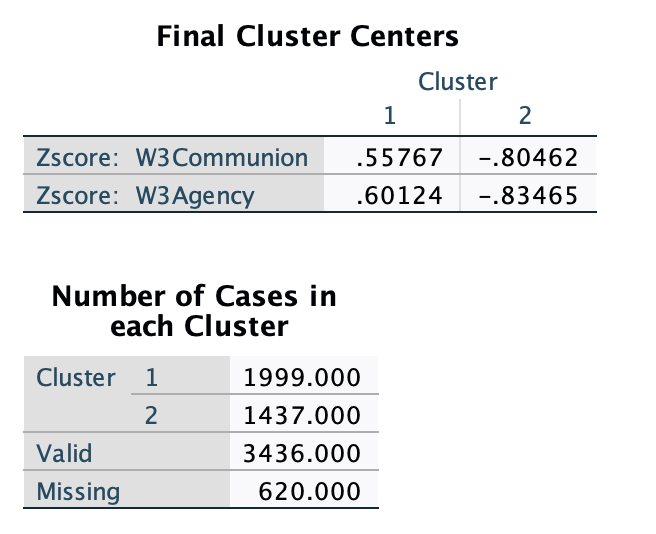 Final Cluster Centers
Cluster
1 2
Zscore: W3Communion .55767 -.80462
Zscore: W3Agency .60124 -.83465
Number of Cases in
each Cluster
Cluster 1 1999.000
2 1437.000
Valid 3436.000
Missing 620.000